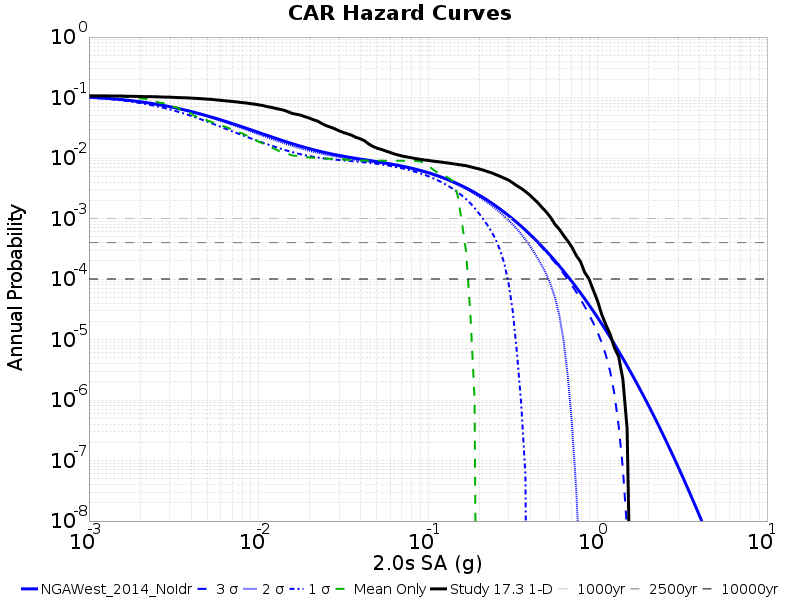 CAR Hazard Curves
10^0
10^-1
10^-2
10^-3
10^-4
10^-5
10^-6
10^-7
10^-8
Annual Probability
10^-3 10^-2 10^-1 10^0 10^1
2.0s SA (g)
NGAWest_2014_NoIdr 3 σ 2 σ 1 σ Mean Only Study 17.3 1-D 1000yr 2500yr 10000yr